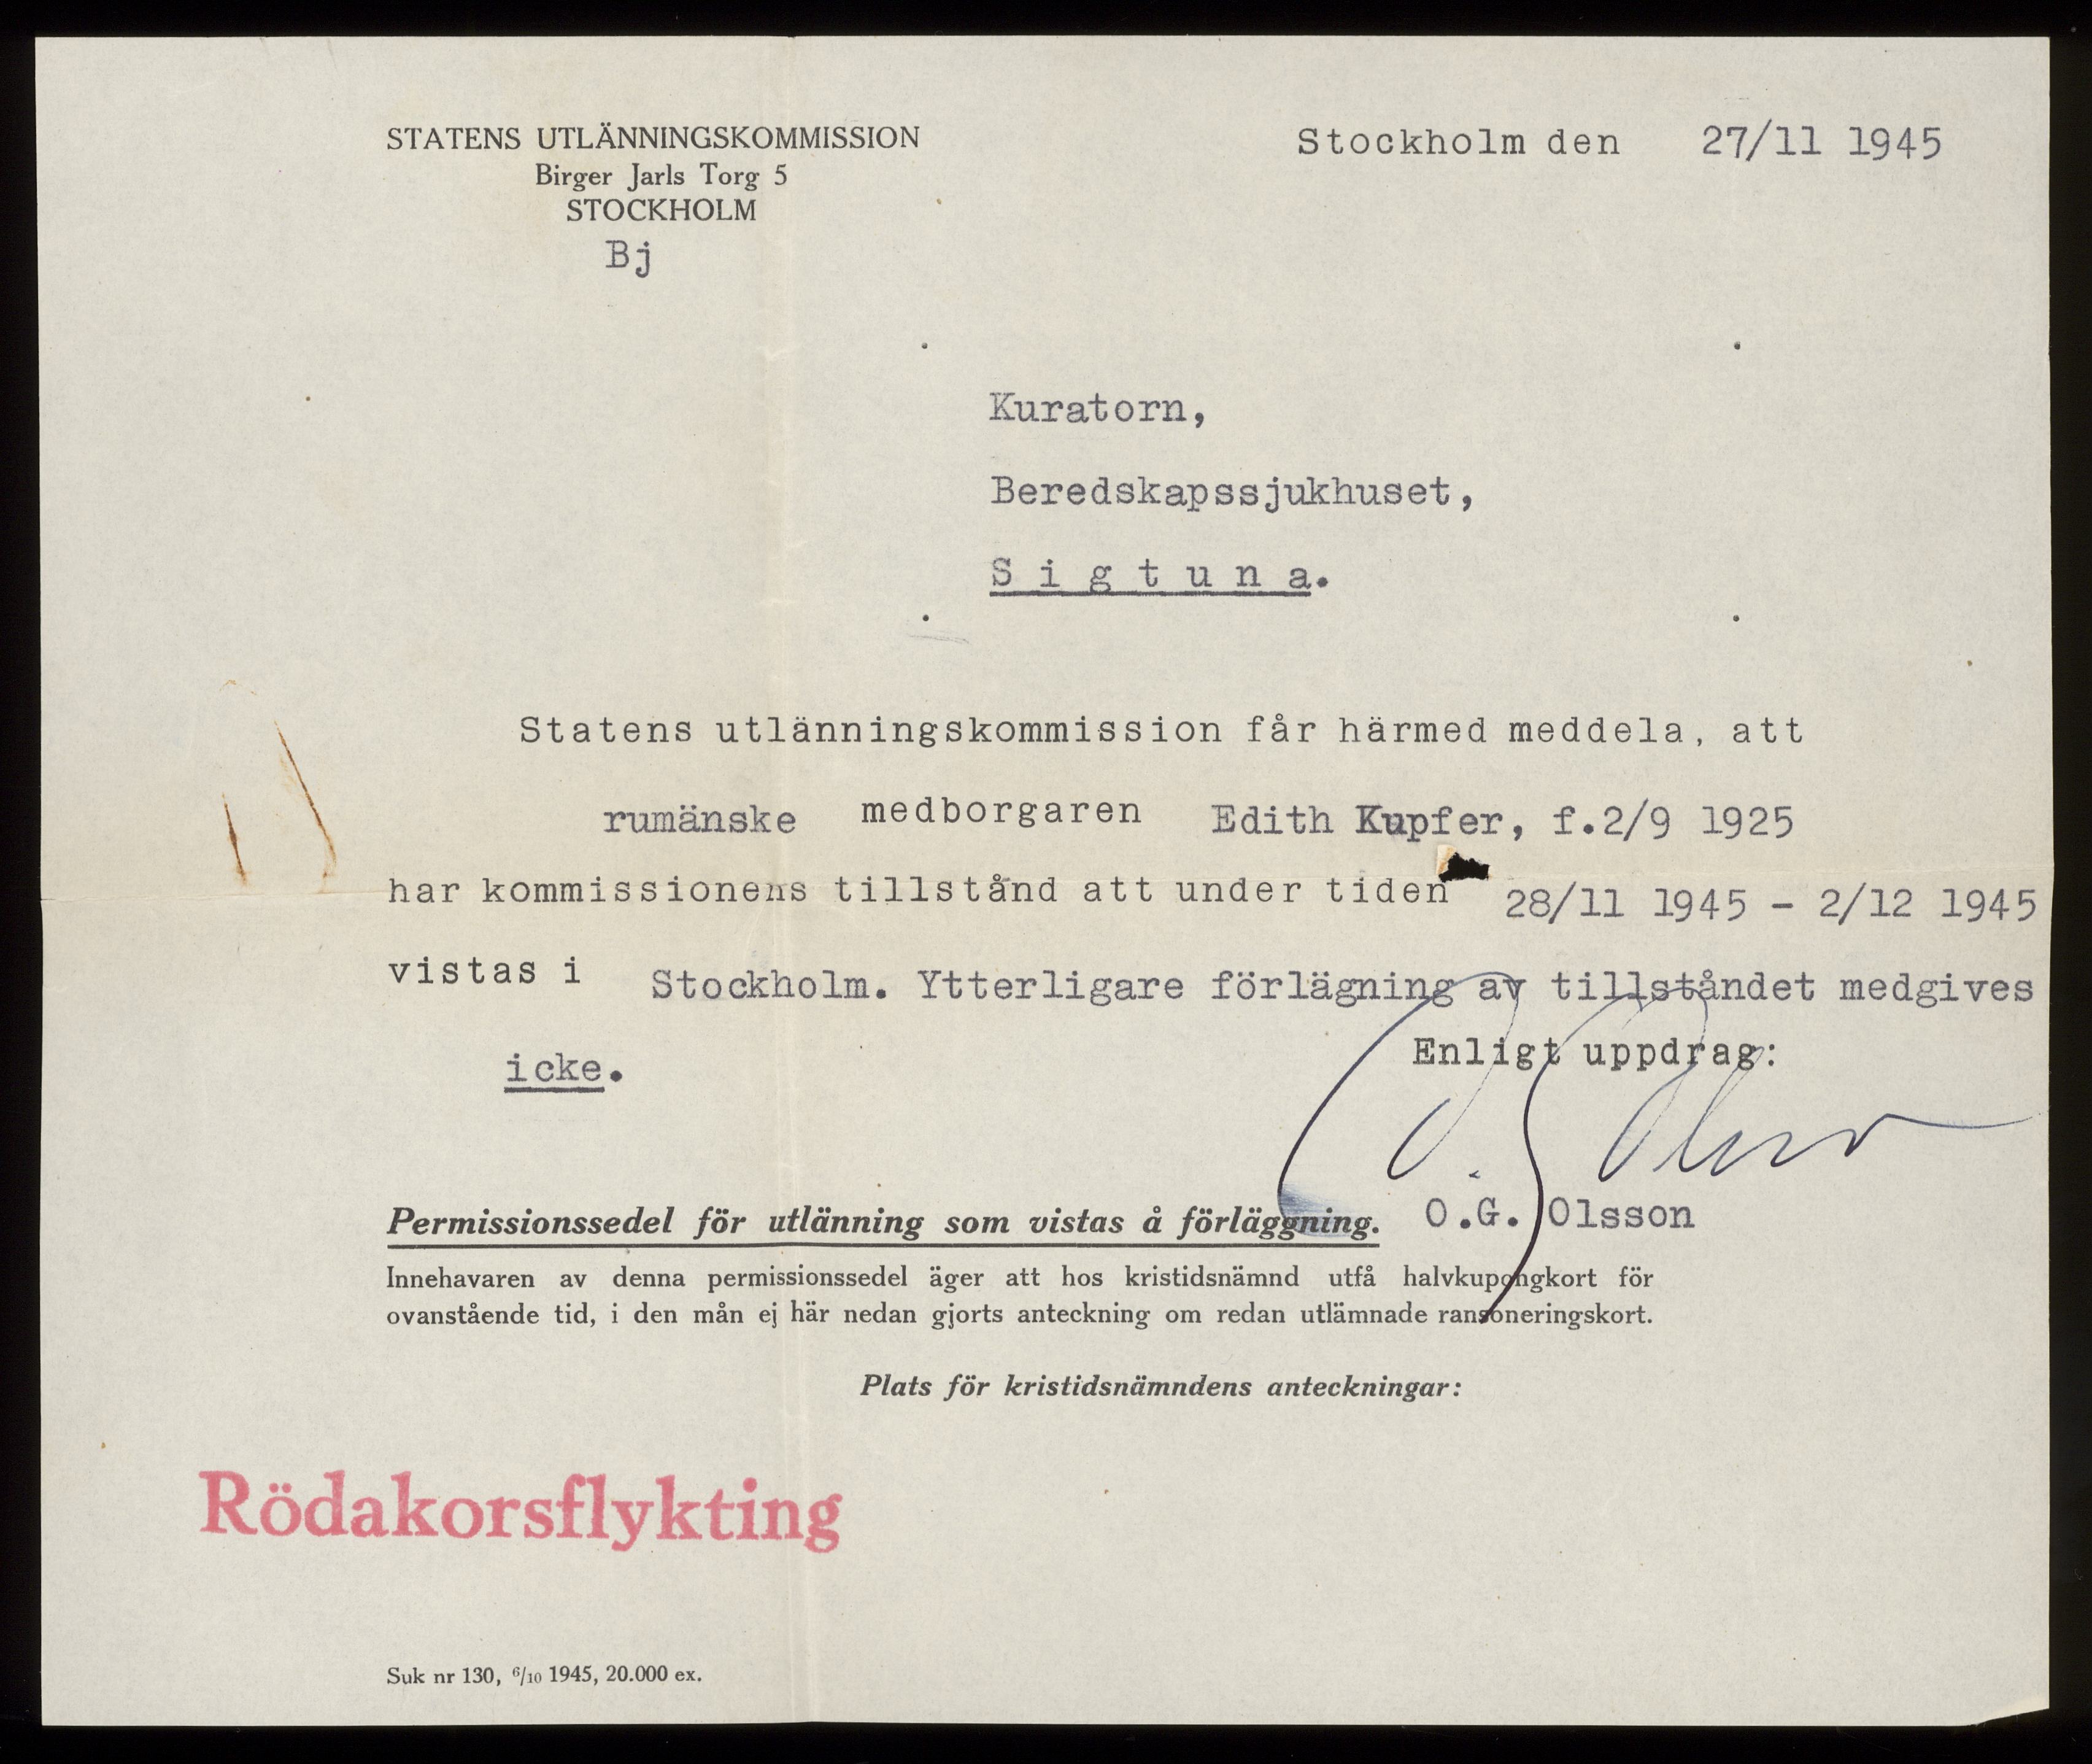 STATENS UTLÄNNINGSKOMMISSION
Birger Jarls Torg 5
STOCKHOLM
Bj
Stockholm den 27/11 1945
Kuratorn,
Beredskapssjukhuset,
Sigtuna.
Statens utlänningskommission får härmed meddela, att
rumänske medborgaren Edith Kupfer, f.2/9 1925
har kommissionens tillstånd att under tiden 28/11 1945 - 2/12 1945
vistas i Stockholm. Ytterligare förlägning av tillståndet medgives
icke.
Enligt uppdrag:
O.G. Olsson
O.G. Olsson
Permissionssedel för utlänning som vistas å förläggning.
Innehavaren av denna permissionssedel äger att hos kristidsnämnd utfå halvkupongkort för
ovanstående tid, i den mån ej här nedan gjorts anteckning om redan utlämnade ransoneringskort.
Plats för kristidsnämndens anteckningar:
Rödakorsflykting
Suk nr 130, 6/10 1945, 20.000 ex.